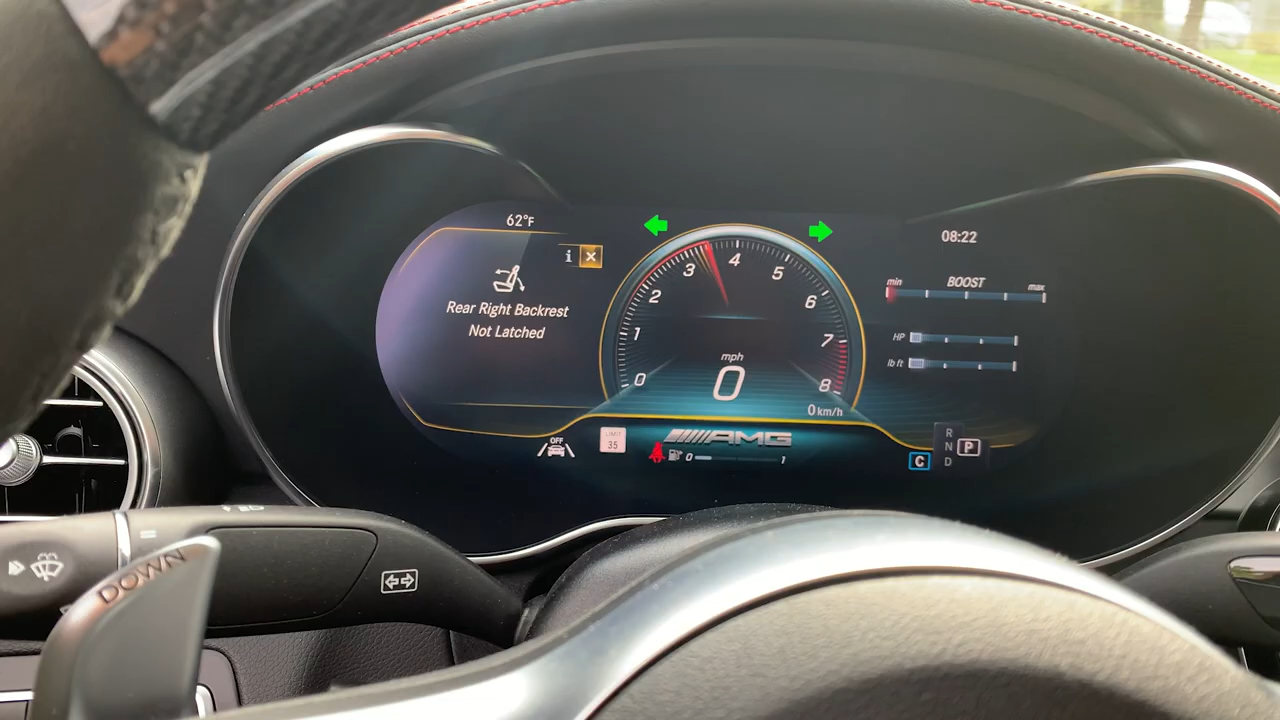 62°F
08:22
i
Rear Right Backrest
Not Latched
0
1
2
3
4
5
6
7
8
mph
0
0 km/h
min
BOOST
max
HP
lb ft
OFF
LIMIT
35
AMG
0
1
C
R
N
D
P
DOWN